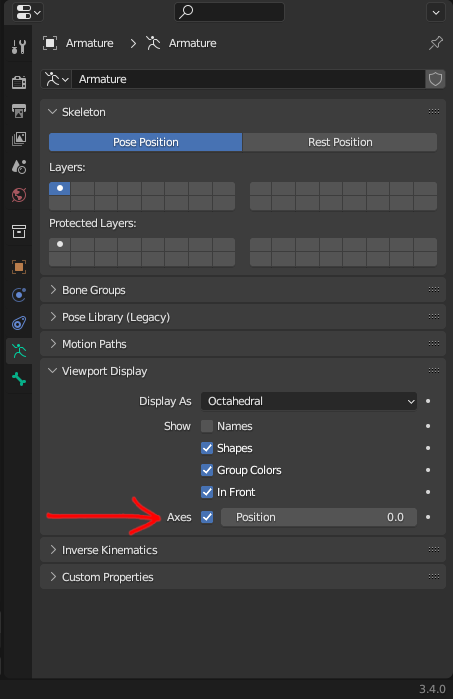 Armature > Armature
Armature
Skeleton
Pose Position Rest Position
Layers:
Protected Layers:
Bone Groups
Pose Library (Legacy)
Motion Paths
Viewport Display
Display As Octahedral
Show Names
Shapes
Group Colors
In Front
Axes Position 0.0
Inverse Kinematics
Custom Properties
3.4.0